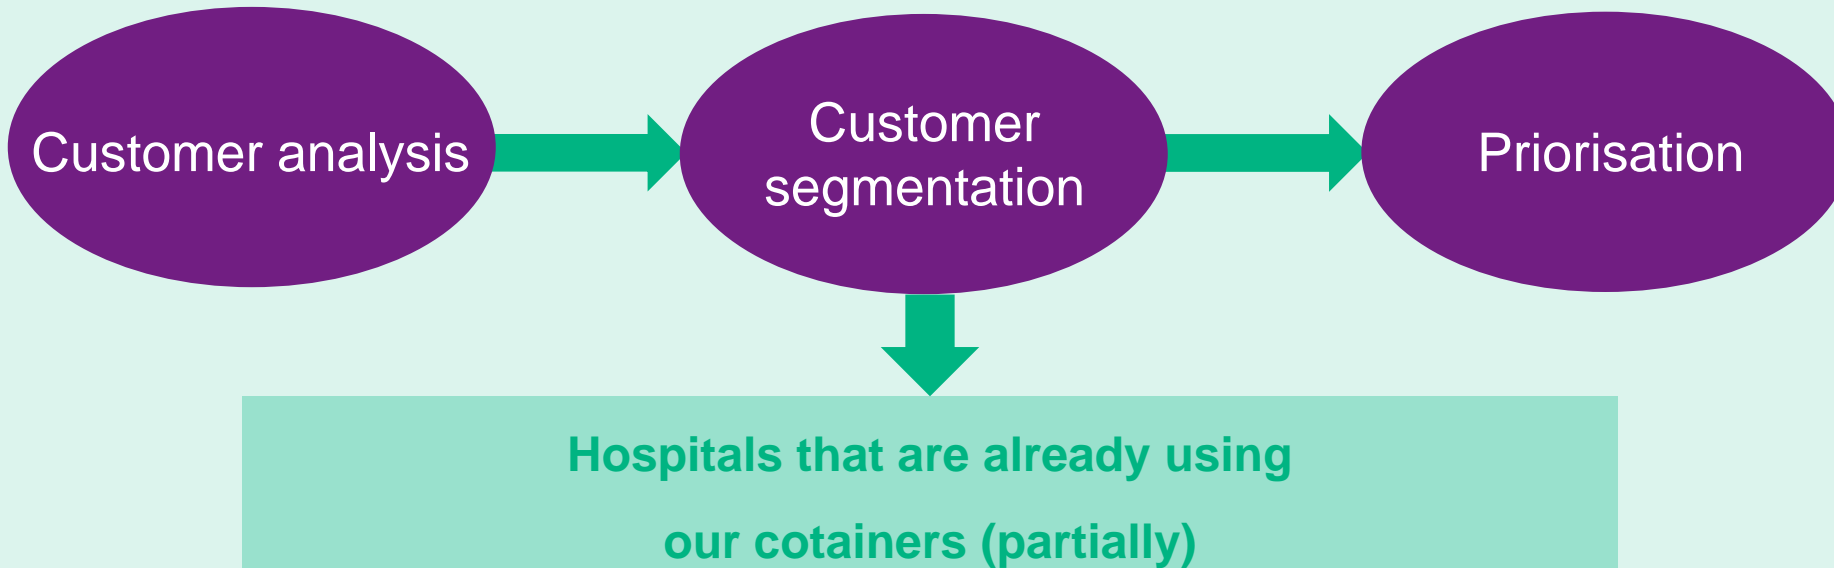 Customer analysis
Customer
segmentation
Priorisation
Hospitals that are already using
our cotainers (partially)